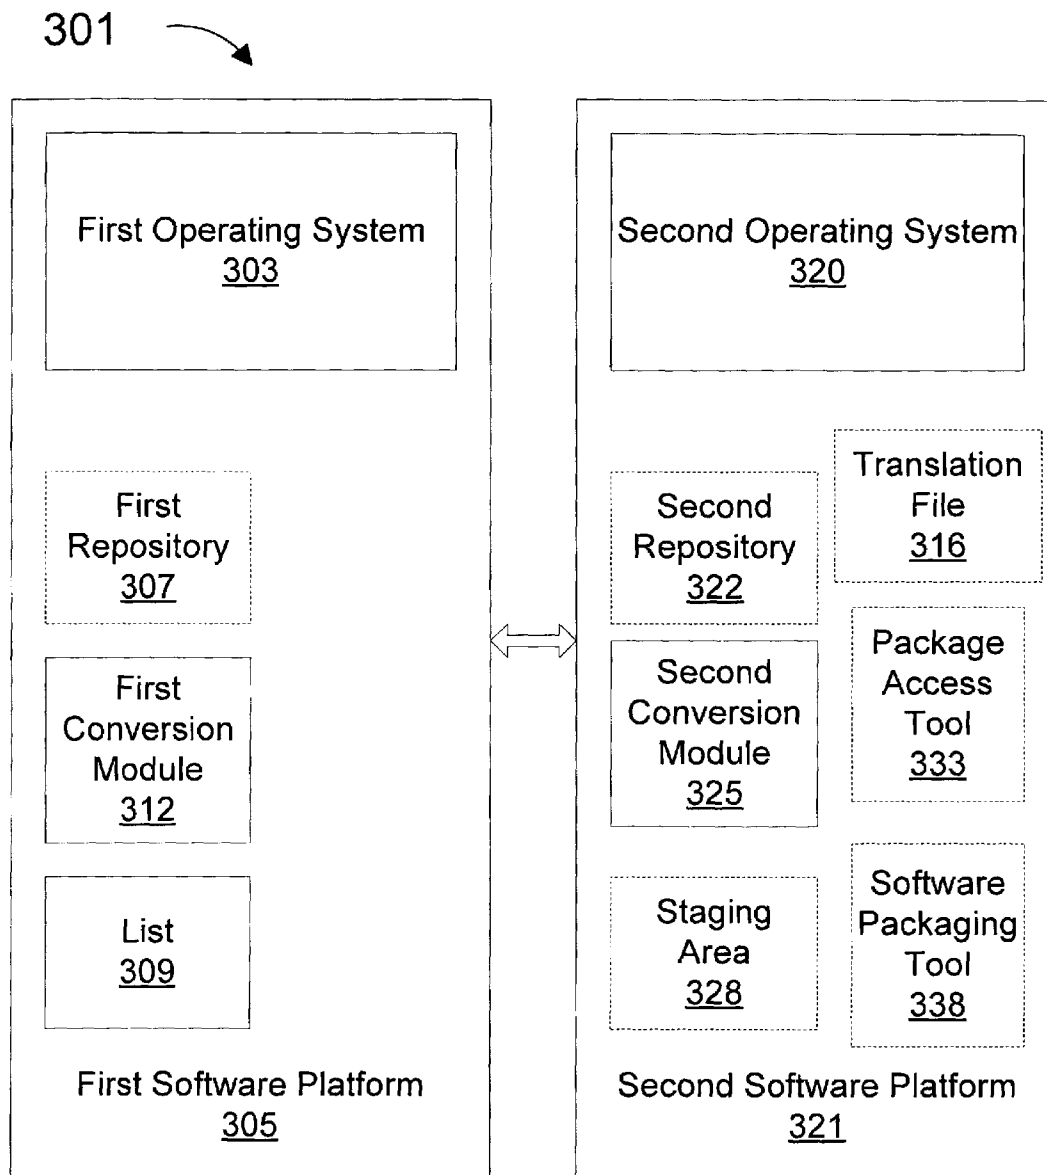 301
First Operating System
303
First
Repository
307
First
Conversion
Module
312
List
309
First Software Platform
305
Second Operating System
320
Second
Repository
322
Translation
File
316
Second
Conversion
Module
325
Package
Access
Tool
333
Staging
Area
328
Software
Packaging
Tool
338
Second Software Platform
321